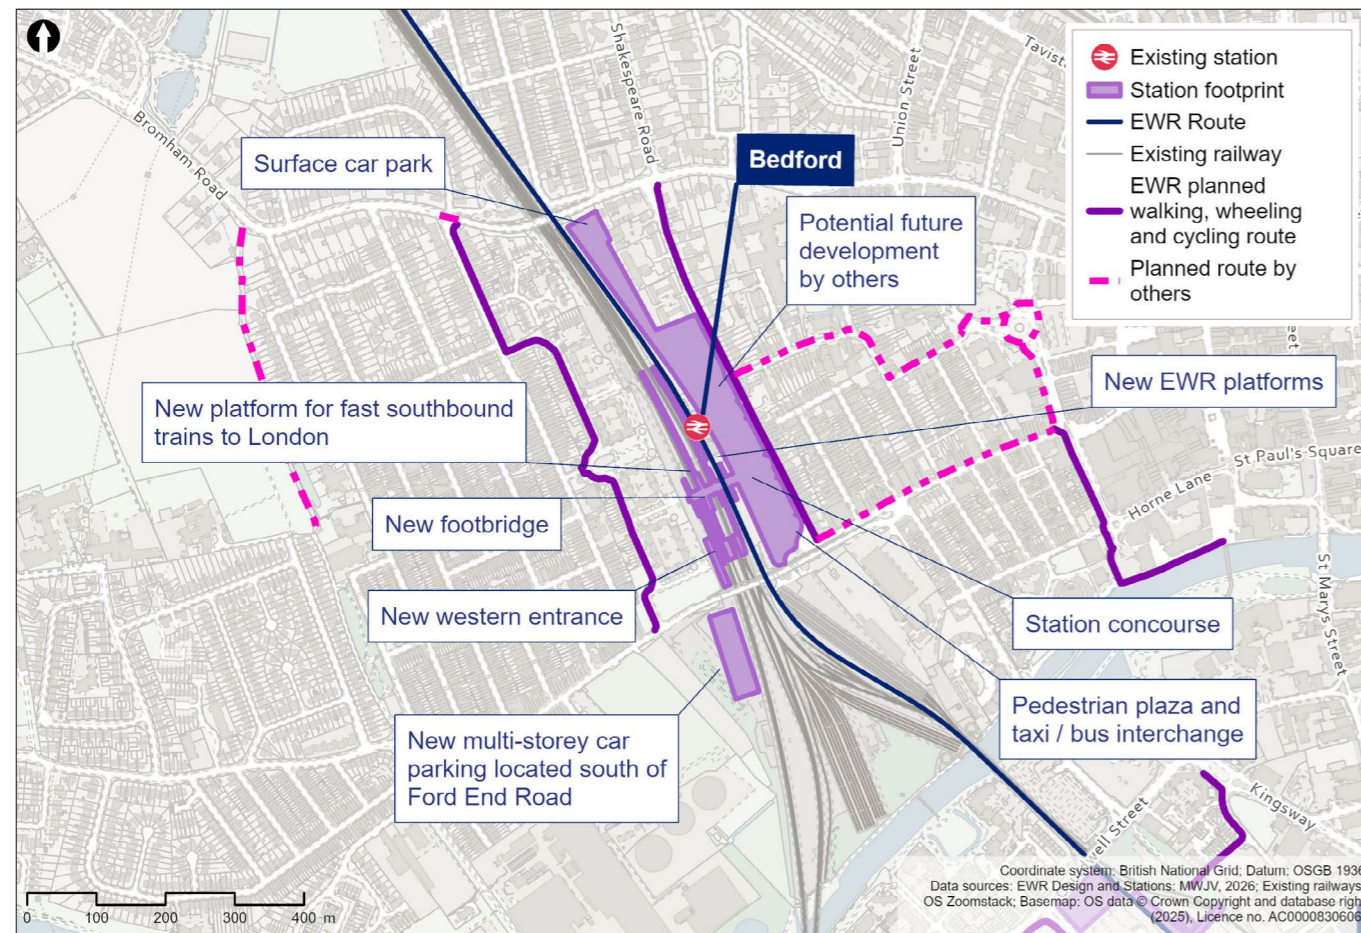 Shakespeare Road
Union Street
Bromham Road
Existing station
Station footprint
EWR Route
Existing railway
EWR planned
walking, wheeling
and cycling route
Planned route by
others
Surface car park
Bedford
Potential future
development
by others
New EWR platforms
New platform for fast southbound
trains to London
New footbridge
New western entrance
Station concourse
Pedestrian plaza and
taxi / bus interchange
New multi-storey car
parking located south of
Ford End Road
St Paul's Square
Horne Lane
St Marys Street
Kingsway
0 100 200 300 400 m
Coordinate system: British National Grid; Datum: OSGB 1936
Data sources: EWR Design and Stations: MWJV, 2026; Existing railways
OS Zoomstack; Basemap: OS data © Crown Copyright and database righ
(2025), Licence no. AC0000830606